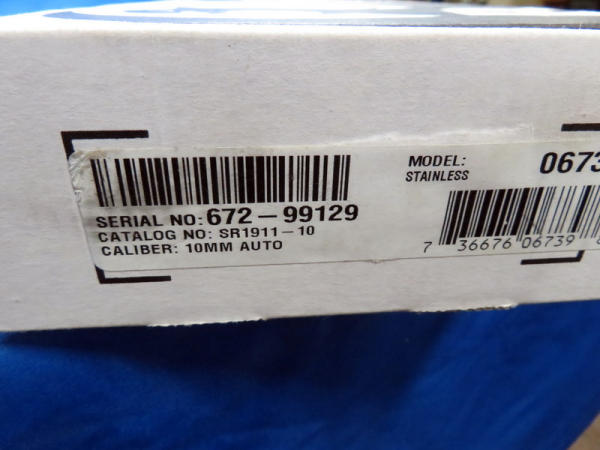 SERIAL NO: 672-99129
CATALOG NO: SR1911-10
CALIBER: 10MM AUTO
MODEL: 0673
STAINLESS
7 36676 06739